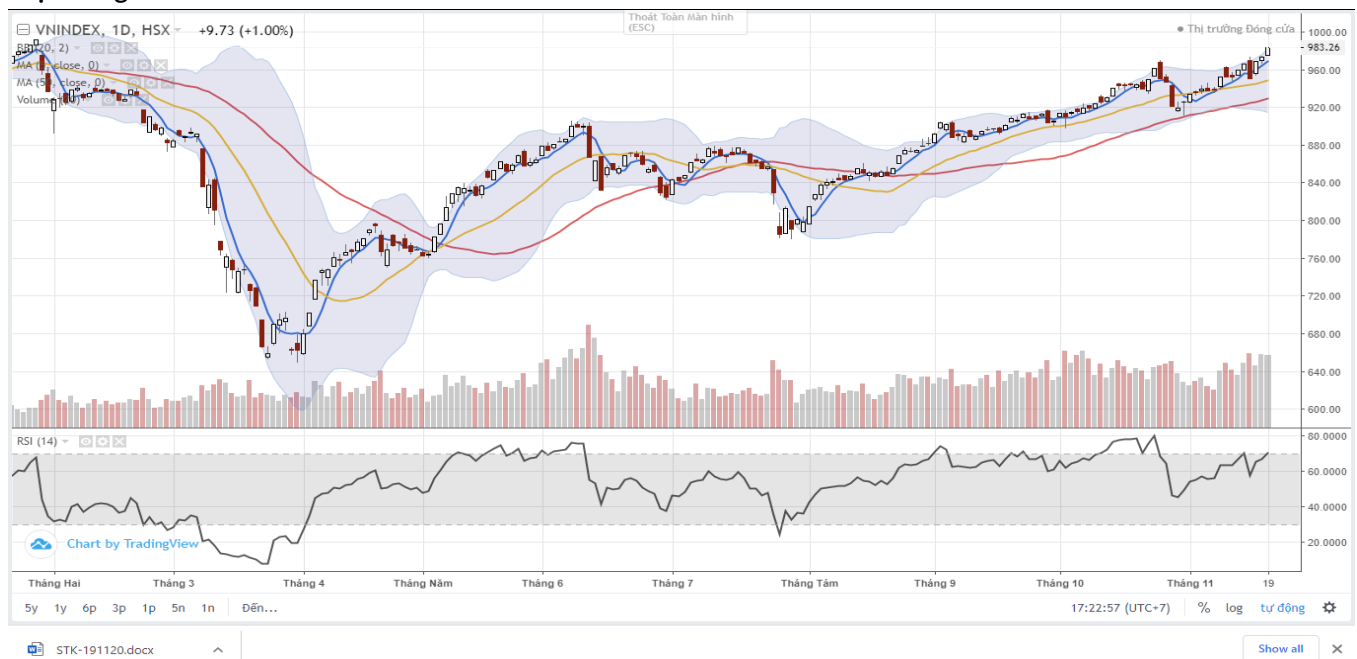 Thoát Toàn Màn hình
(ESC)
VNINDEX, 1D, HSX +9.73 (+1.00%)
Thị trường Đóng cửa
BB (20, 2)
MA ( , close, 0)
MA (50, close, 0)
Volume
1000.00
983.26
960.00
920.00
880.00
840.00
800.00
760.00
720.00
680.00
640.00
600.00
RSI (14)
80.0000
60.0000
40.0000
20.0000
Chart by TradingView
Tháng Hai Tháng 3 Tháng 4 Tháng Năm Tháng 6 Tháng 7 Tháng Tám Tháng 9 Tháng 10 Tháng 11 19
5y 1y 6p 3p 1p 5n 1n Đến... 17:22:57 (UTC+7) % log tự động
STK-191120.docx Show all